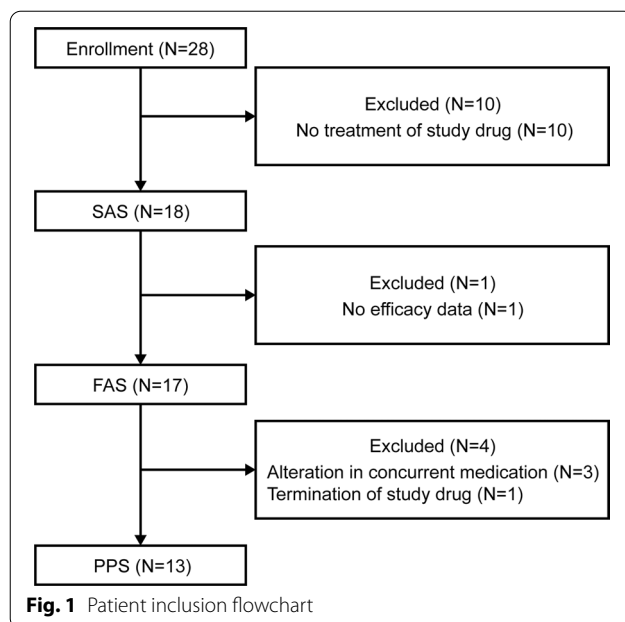 Enrollment (N=28)
Excluded (N=10)
No treatment of study drug (N=10)
SAS (N=18)
Excluded (N=1)
No efficacy data (N=1)
FAS (N=17)
Excluded (N=4)
Alteration in concurrent medication (N=3)
Termination of study drug (N=1)
PPS (N=13)
Fig. 1 Patient inclusion flowchart